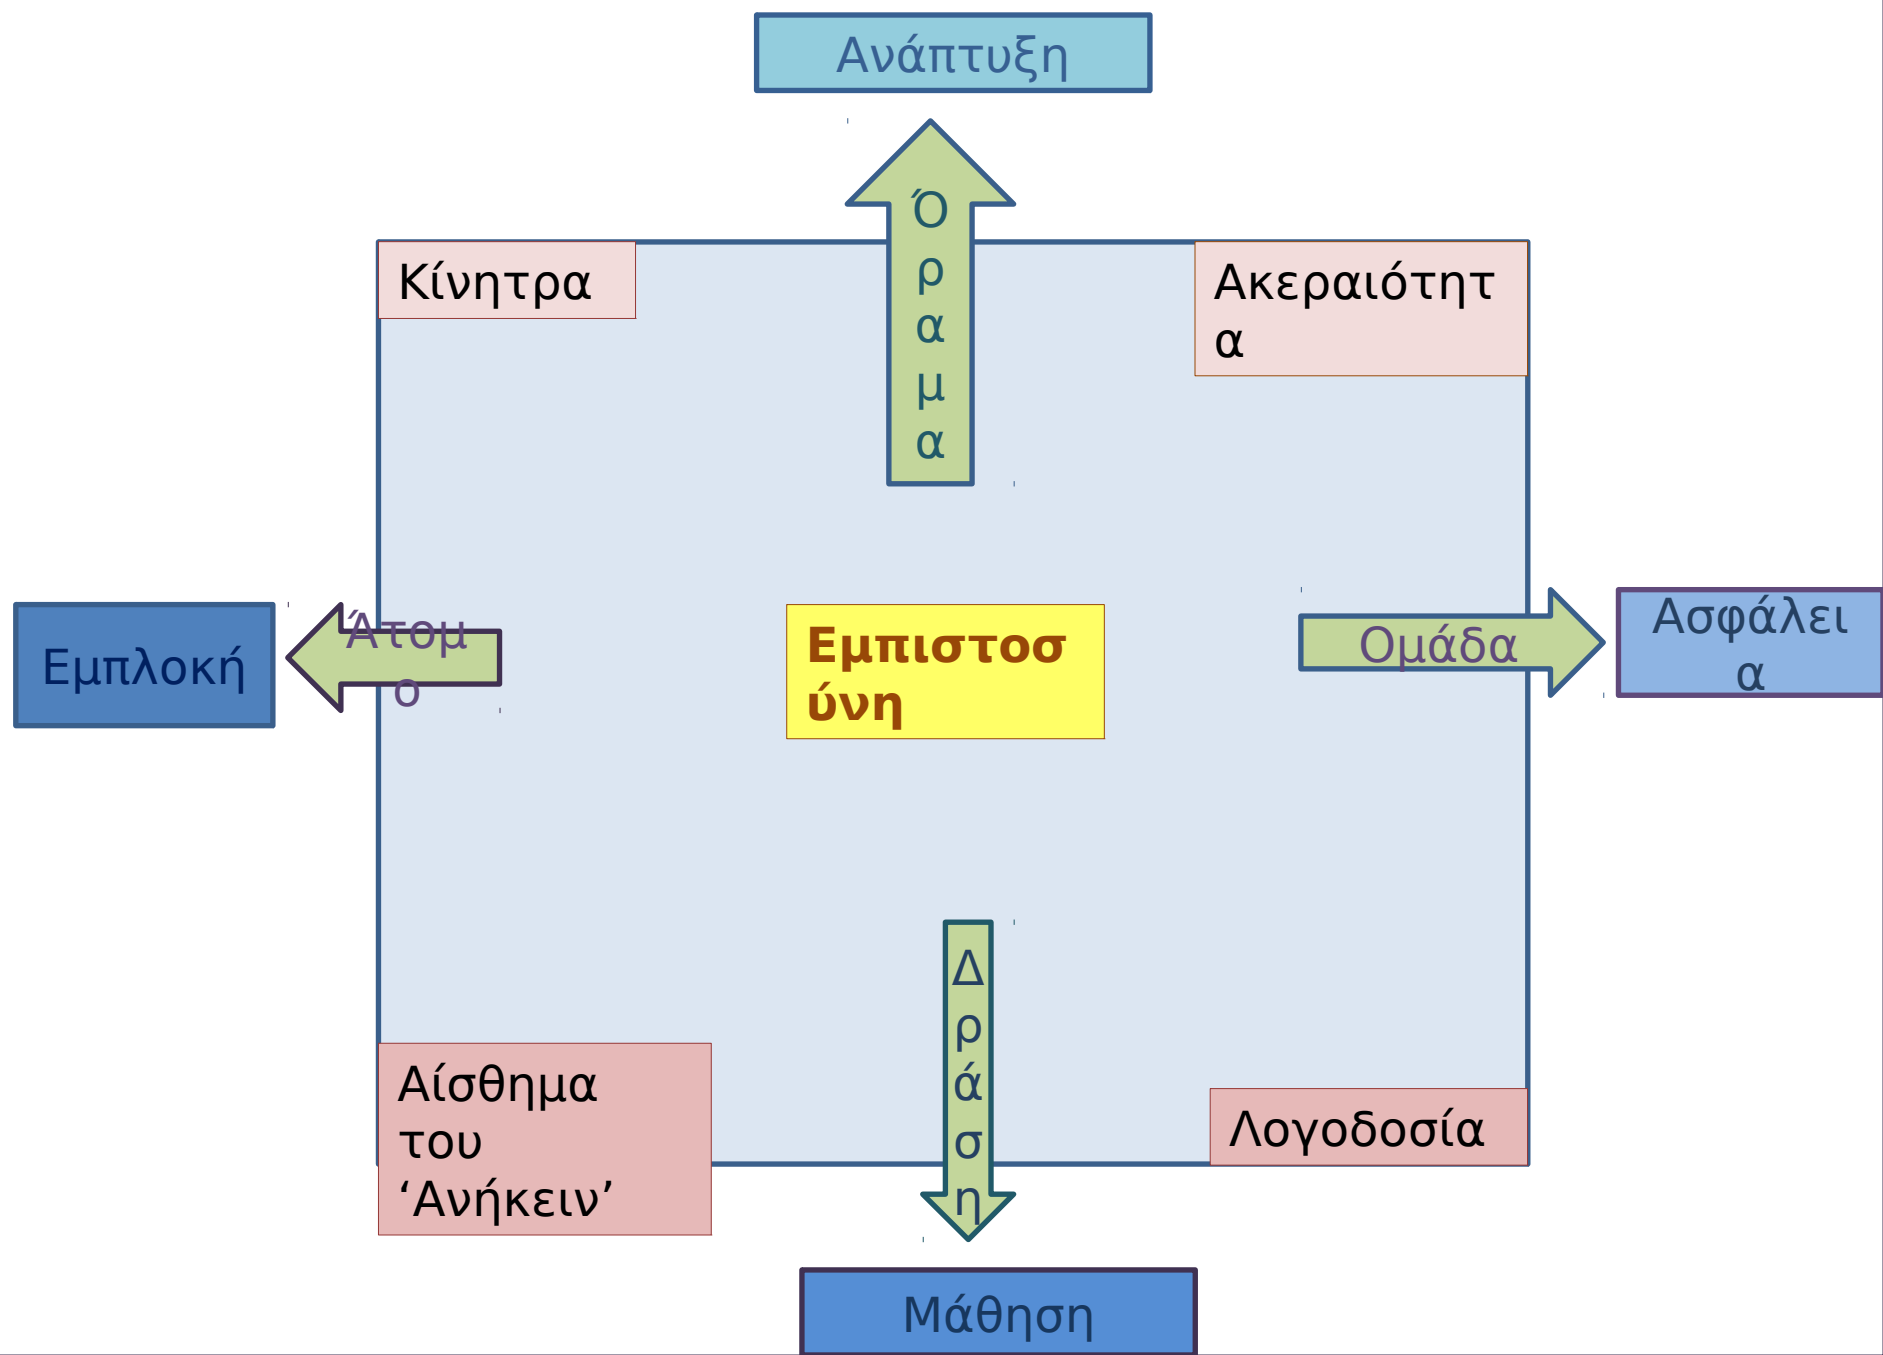 Ανάπτυξη
Ό
ρ
α
μ
α
Κίνητρα
Ακεραιότητ
α
Εμπλοκή
Άτομ
ο
Εμπιστοσ
ύνη
Ομάδα
Ασφάλει
α
Δ
ρ
ά
σ
η
Αίσθημα
του
‘Ανήκειν’
Λογοδοσία
Μάθηση